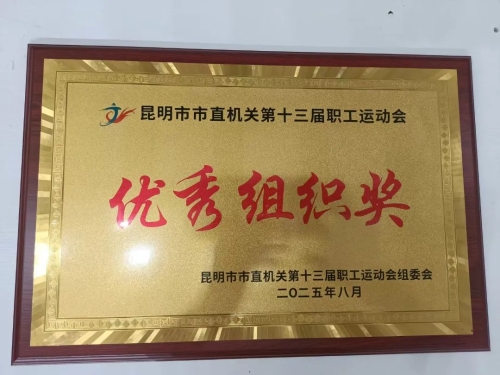 昆明市市直机关第十三届职工运动会
优秀组织奖
昆明市市直机关第十三届职工运动会组委会
二〇二五年八月